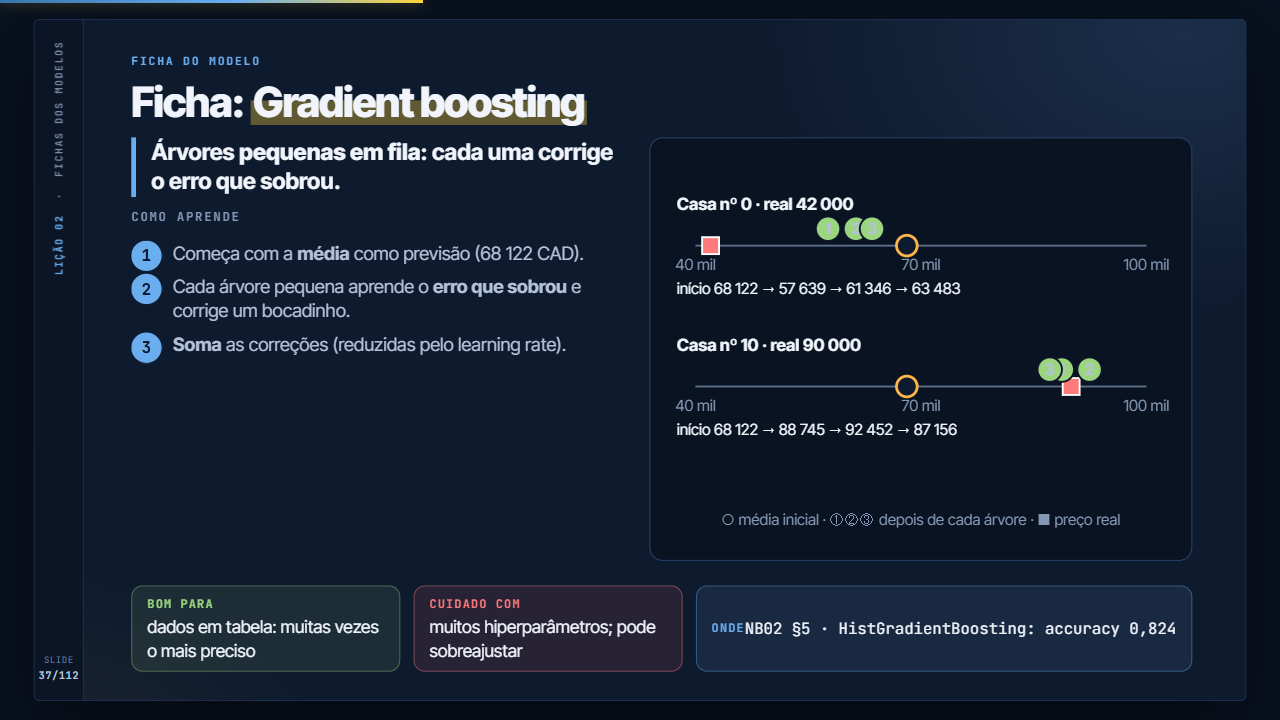 LIÇÃO 02 · FICHAS DOS MODELOS
FICHA DO MODELO
Ficha: Gradient boosting
Árvores pequenas em fila: cada uma corrige
o erro que sobrou.
COMO APRENDE
1 Começa com a média como previsão (68 122 CAD).
2 Cada árvore pequena aprende o erro que sobrou e
corrige um bocadinho.
3 Soma as correções (reduzidas pelo learning rate).
Casa nº 0 · real 42 000
1 2 3
40 mil 70 mil 100 mil
início 68 122 → 57 639 → 61 346 → 63 483
Casa nº 10 · real 90 000
3 2
40 mil 70 mil 100 mil
início 68 122 → 88 745 → 92 452 → 87 156
○ média inicial · ①②③ depois de cada árvore · ■ preço real
BOM PARA
dados em tabela: muitas vezes
o mais preciso
CUIDADO COM
muitos hiperparâmetros; pode
sobreajustar
ONDE NB02 §5 · HistGradientBoosting: accuracy 0,824
SLIDE
37/112